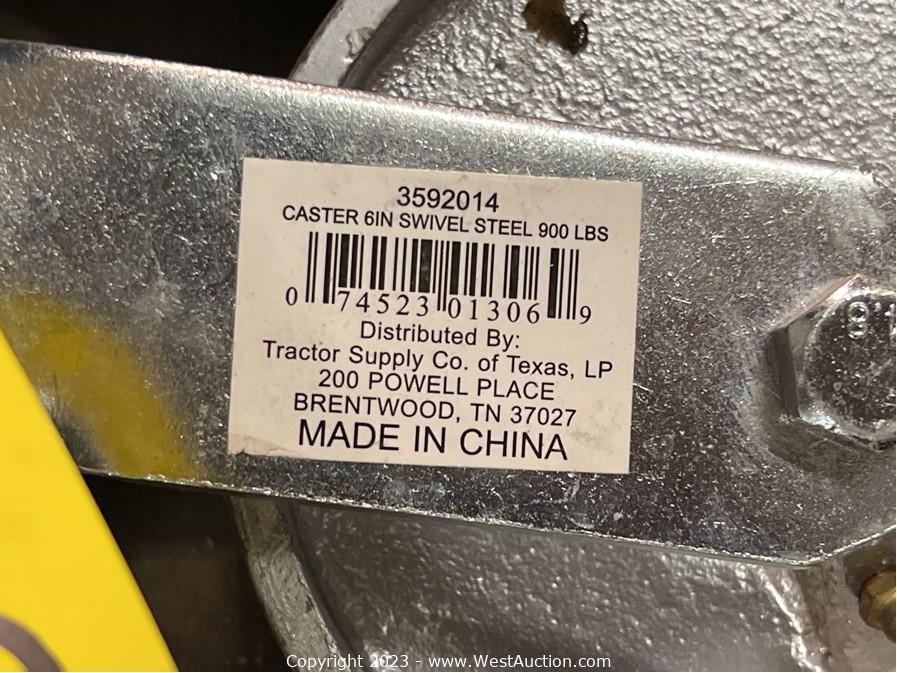 3592014
CASTER 6IN SWIVEL STEEL 900 LBS
0 74523 01306 9
Distributed By:
Tractor Supply Co. of Texas, LP
200 POWELL PLACE
BRENTWOOD, TN 37027
MADE IN CHINA
Copyright 2023 - www.WestAuction.com